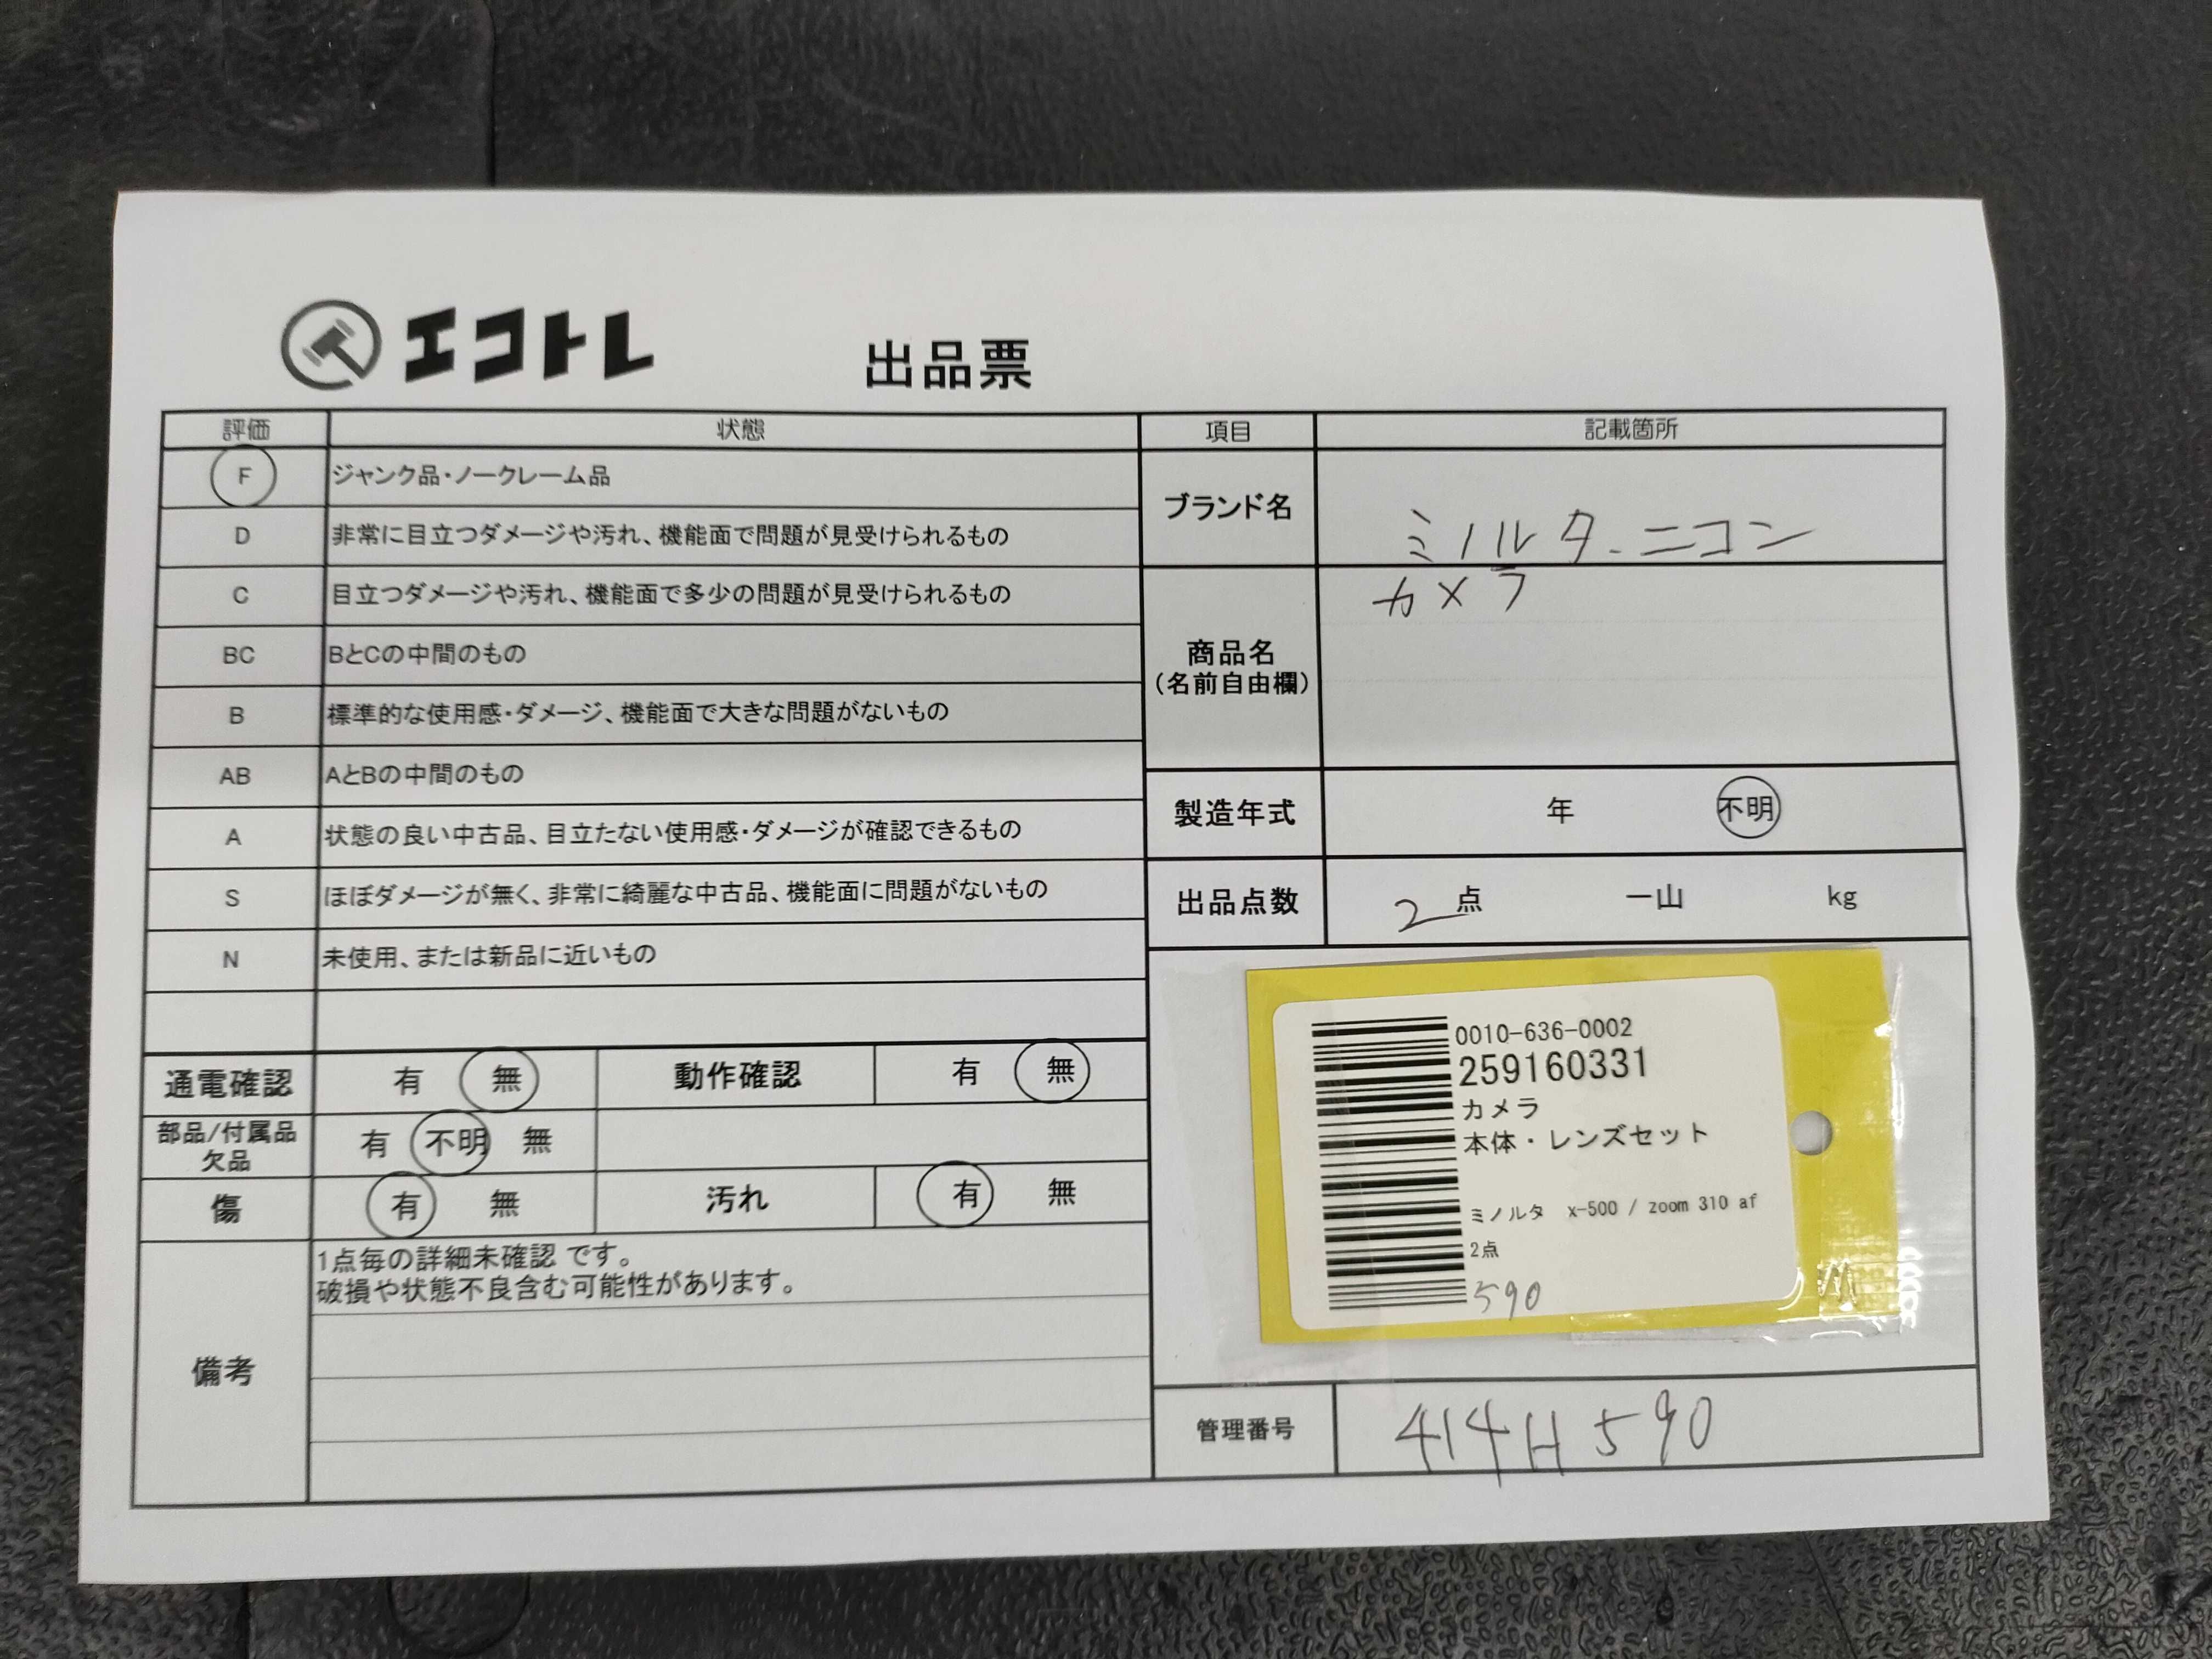 エコトレ
出品票
評価 状態 項目 記載箇所
F ジャンク品・ノークレーム品
D 非常に目立つダメージや汚れ、機能面で問題が見受けられるもの
C 目立つダメージや汚れ、機能面で多少の問題が見受けられるもの
BC BとCの中間のもの
B 標準的な使用感・ダメージ、機能面で大きな問題がないもの
AB AとBの中間のもの
A 状態の良い中古品、目立たない使用感・ダメージが確認できるもの
S ほぼダメージが無く、非常に綺麗な中古品、機能面に問題がないもの
N 未使用、または新品に近いもの
通電確認 有 無 動作確認 有 無
部品/付属品
欠品 有 不明 無
傷 有 無 汚れ 有 無
備考
1点毎の詳細未確認 です。
破損や状態不良含む可能性があります。
ブランド名 ミノルタ-ニコン
商品名
(名前自由欄) カメラ
製造年式 年 不明
出品点数 2点 一山 kg
0010-636-0002
259160331
カメラ
本体・レンズセット
ミノルタ x-500 / zoom 310 af
2点
590
管理番号 414H590